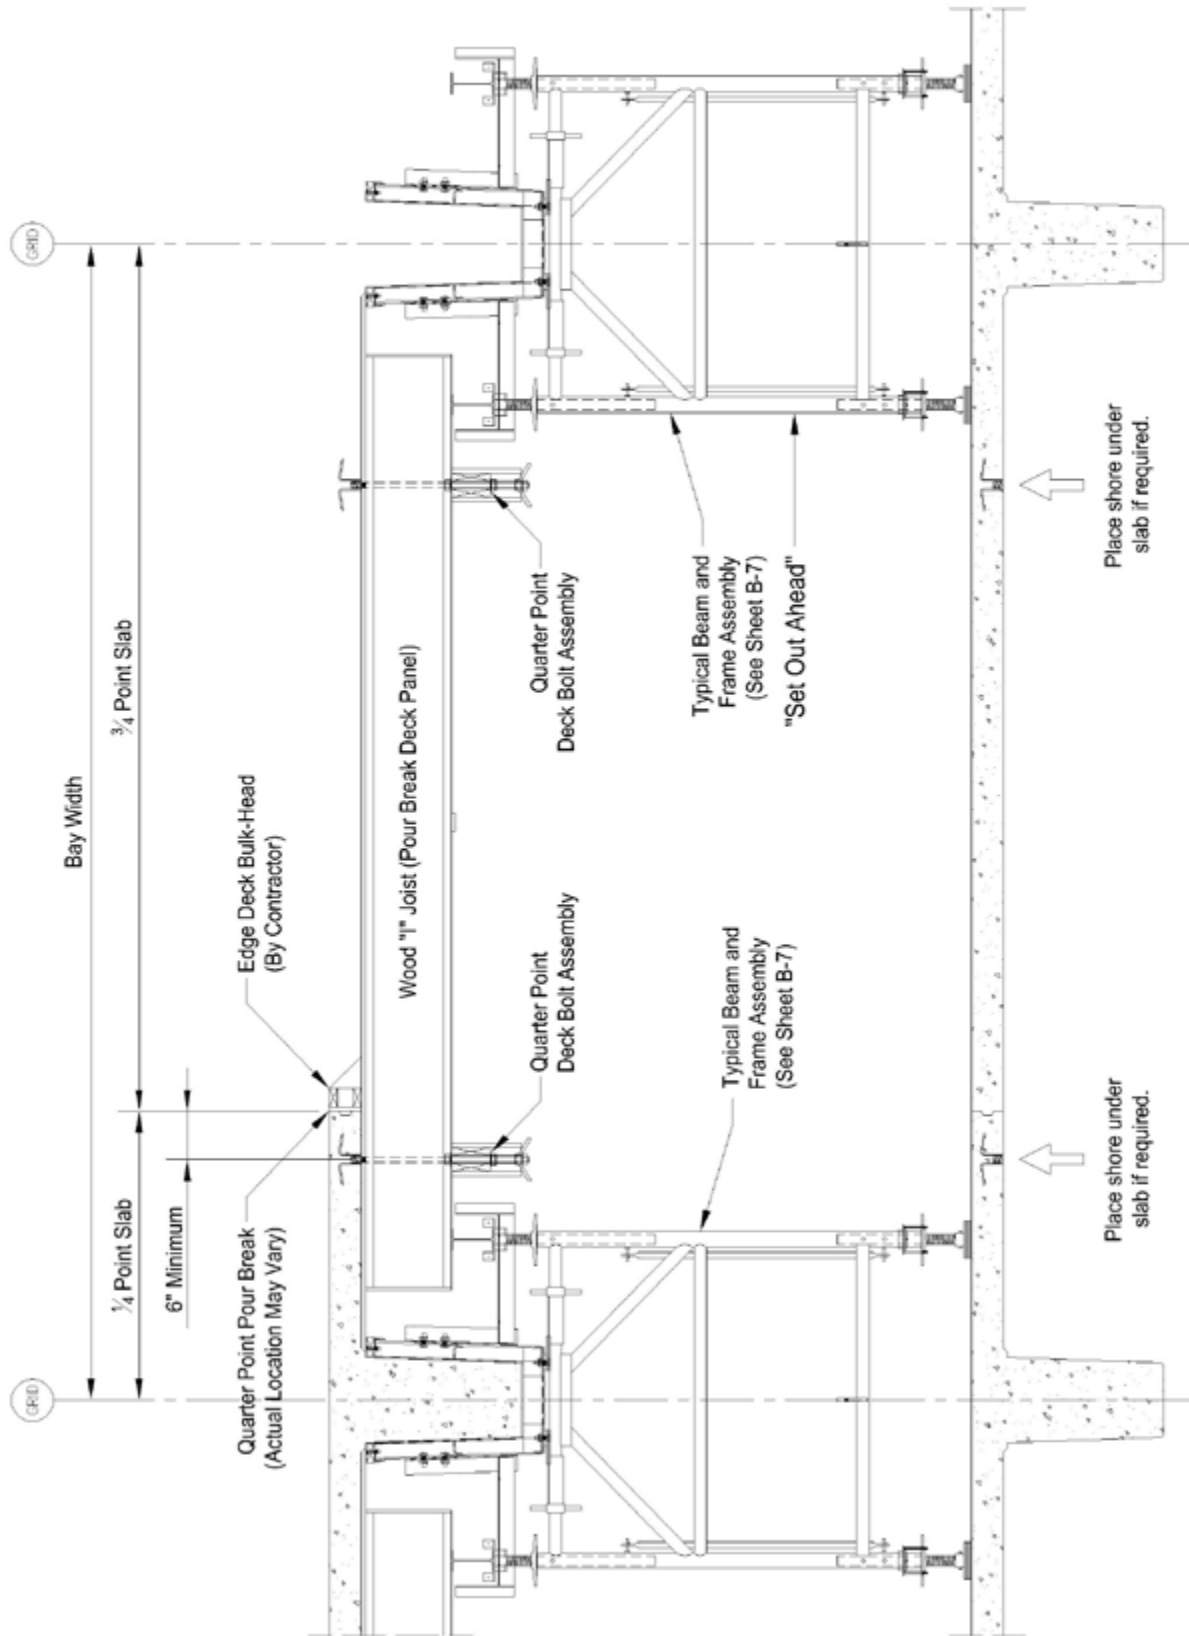 GRID
GRID
Bay Width
¼ Point Slab
¾ Point Slab
6" Minimum
Quarter Point Pour Break
(Actual Location May Vary)
Edge Deck Bulk-Head
(By Contractor)
Wood "I" Joist (Pour Break Deck Panel)
Quarter Point
Deck Bolt Assembly
Quarter Point
Deck Bolt Assembly
Typical Beam and
Frame Assembly
(See Sheet B-7)
Typical Beam and
Frame Assembly
(See Sheet B-7)
"Set Out Ahead"
Place shore under
slab if required.
Place shore under
slab if required.